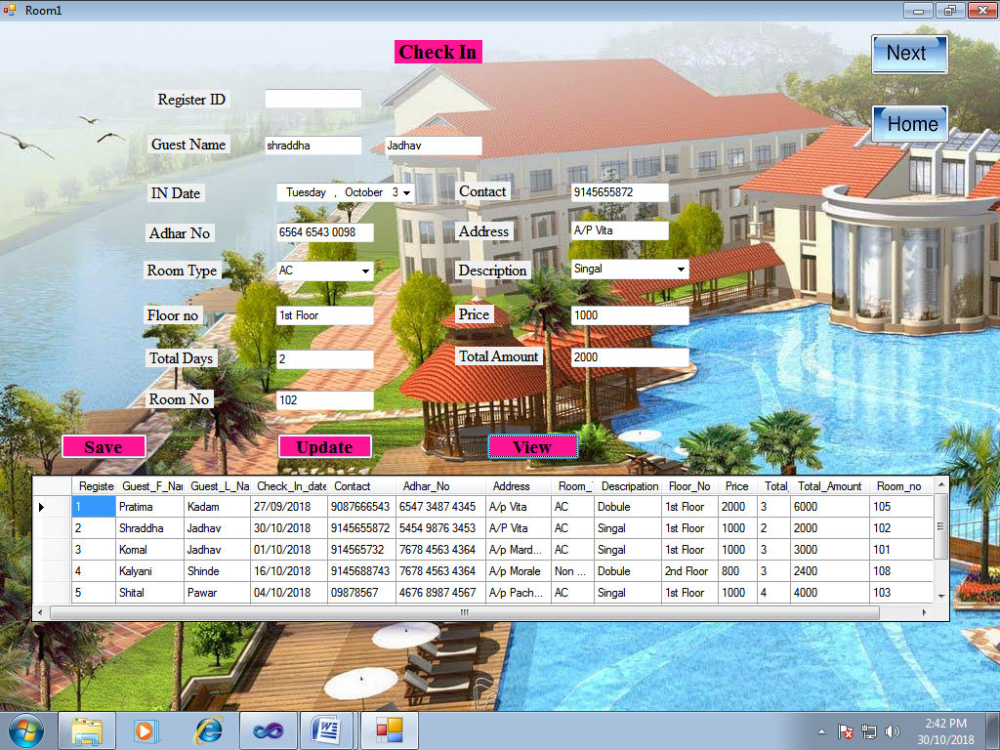 Room1
Check In
Next
Register ID
Home
Guest Name shraddha Jadhav
IN Date Tuesday , October 3 Contact 9145655872
Adhar No 6564 6543 0098 Address A/P Vita
Room Type AC Description Singal
Floor no 1st Floor Price 1000
Total Days 2 Total Amount 2000
Room No 102
Save Update View
Registe Guest_F_Nar Guest_L_Na Check_In_date Contact Adhar_No Address Room_ Descripation Floor_No Price Total_ Total_Amount Room_no
1 Pratima Kadam 27/09/2018 9087666543 6547 3487 4345 A/p Vita AC Dobule 1st Floor 2000 3 6000 105
2 Shraddha Jadhav 30/10/2018 9145655872 5454 9876 3453 A/P Vita AC Singal 1st Floor 1000 2 2000 102
3 Komal Jadhav 01/10/2018 914565732 7678 4563 4364 A/p Mard... AC Singal 1st Floor 1000 3 3000 101
4 Kalyani Shinde 16/10/2018 9145688743 7678 4563 4364 A/p Morale Non ... Dobule 2nd Floor 800 3 2400 108
5 Shital Pawar 04/10/2018 09878567 4676 8987 4567 A/p Pach... AC Singal 1st Floor 1000 4 4000 103
2:42 PM
30/10/2018